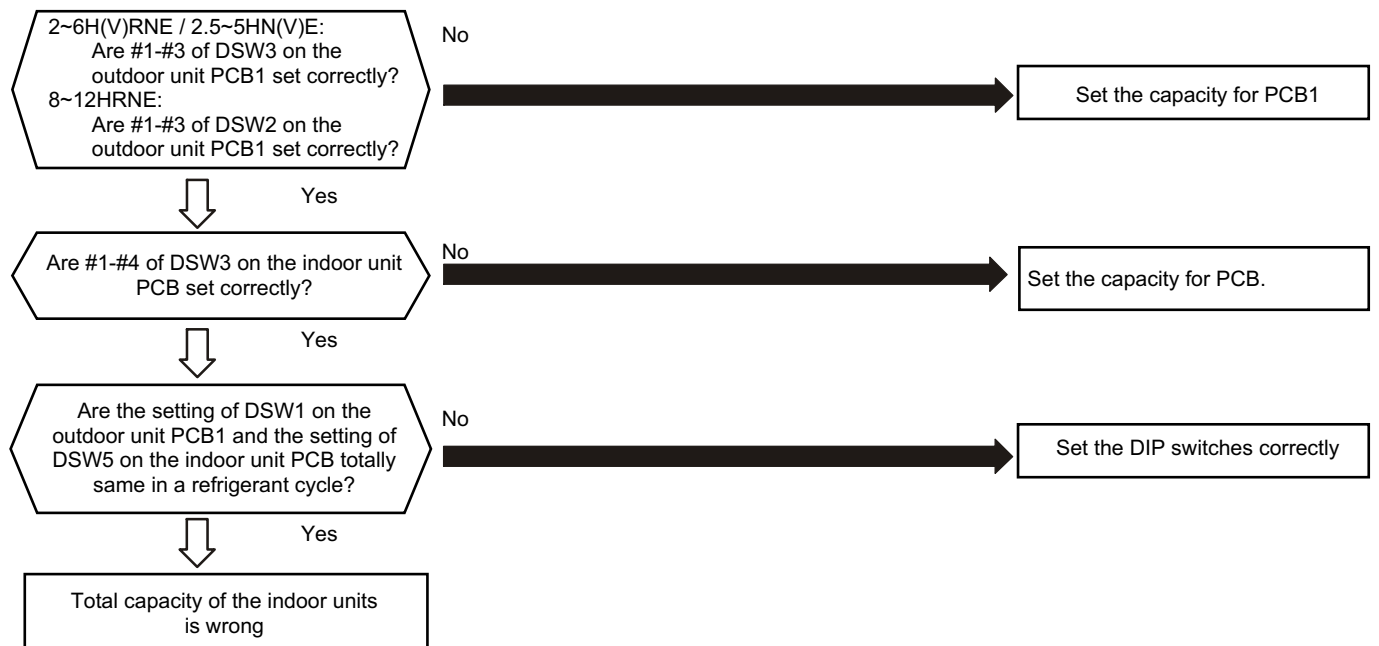 2~6H(V)RNE / 2.5~5HN(V)E:
Are #1-#3 of DSW3 on the
outdoor unit PCB1 set correctly?
8~12HRNE:
Are #1-#3 of DSW2 on the
outdoor unit PCB1 set correctly?
No
Set the capacity for PCB1
Yes
Are #1-#4 of DSW3 on the indoor unit
PCB set correctly?
No
Set the capacity for PCB.
Yes
Are the setting of DSW1 on the
outdoor unit PCB1 and the setting of
DSW5 on the indoor unit PCB totally
same in a refrigerant cycle?
No
Set the DIP switches correctly
Yes
Total capacity of the indoor units
is wrong